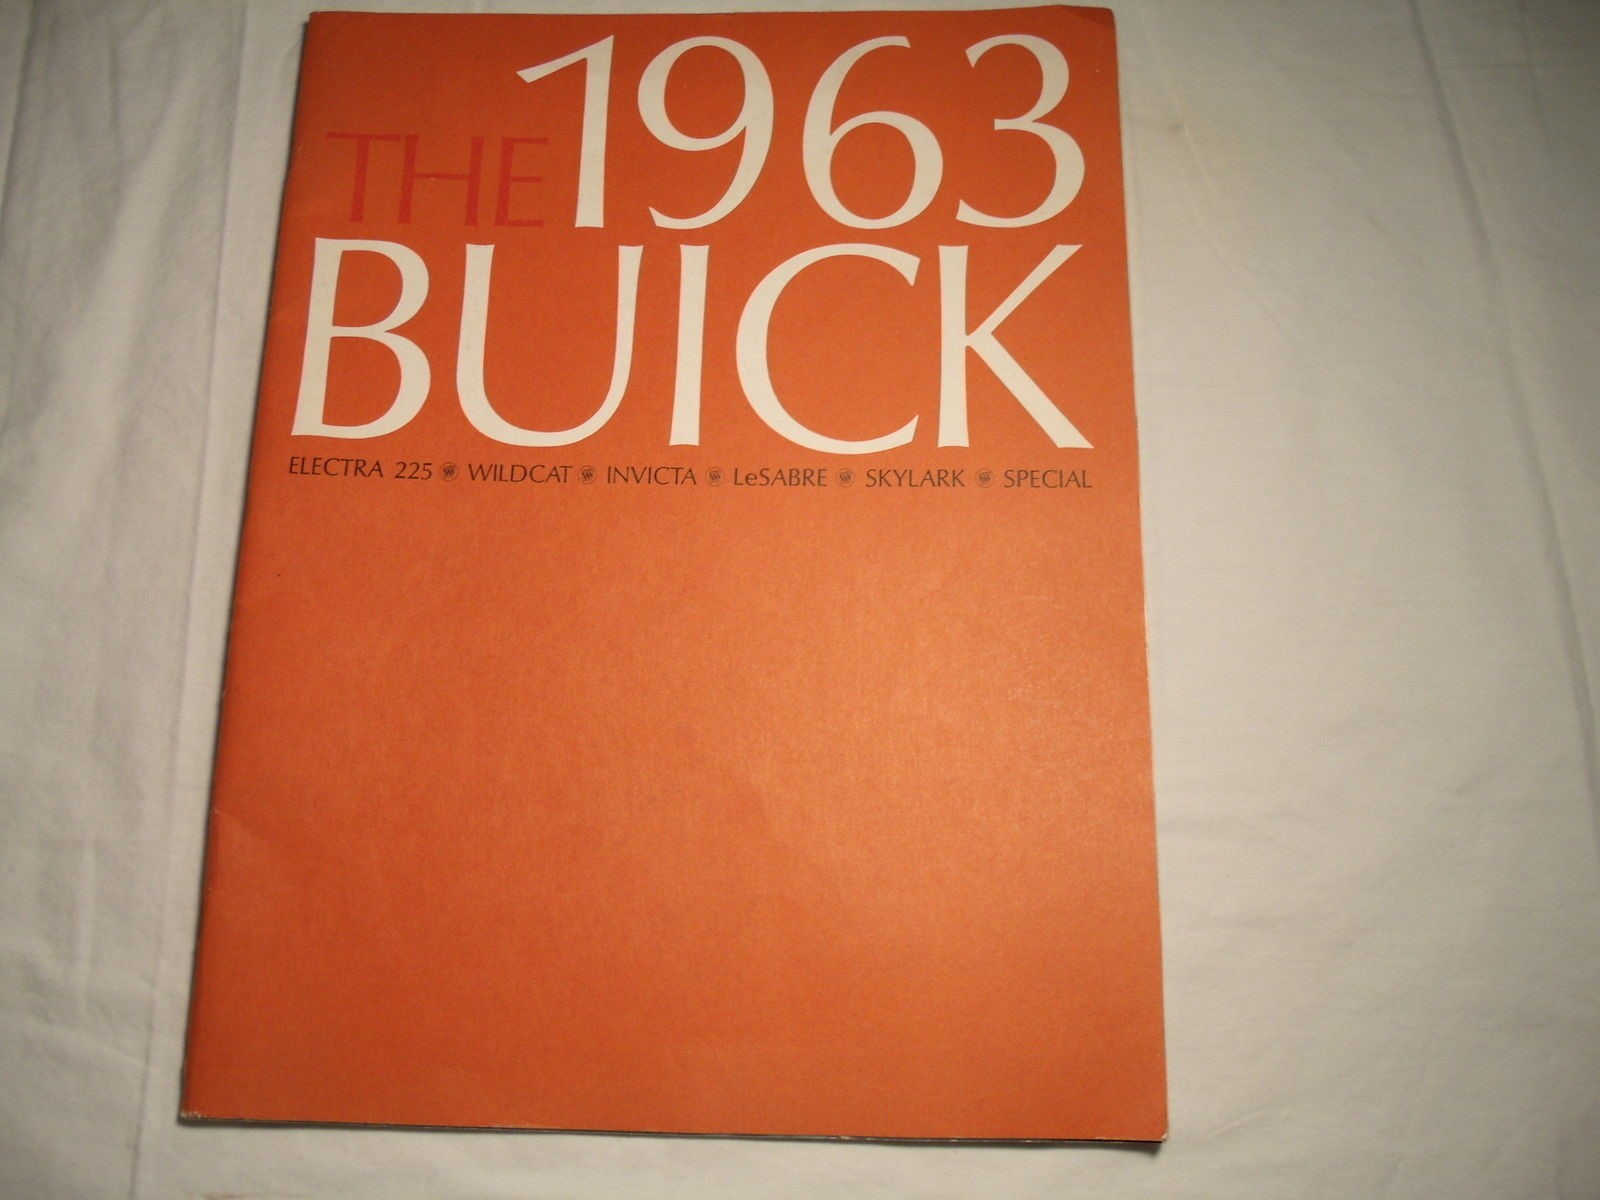 THE 1963
BUICK
ELECTRA 225 WILDCAT INVICTA LeSABRE SKYLARK SPECIAL